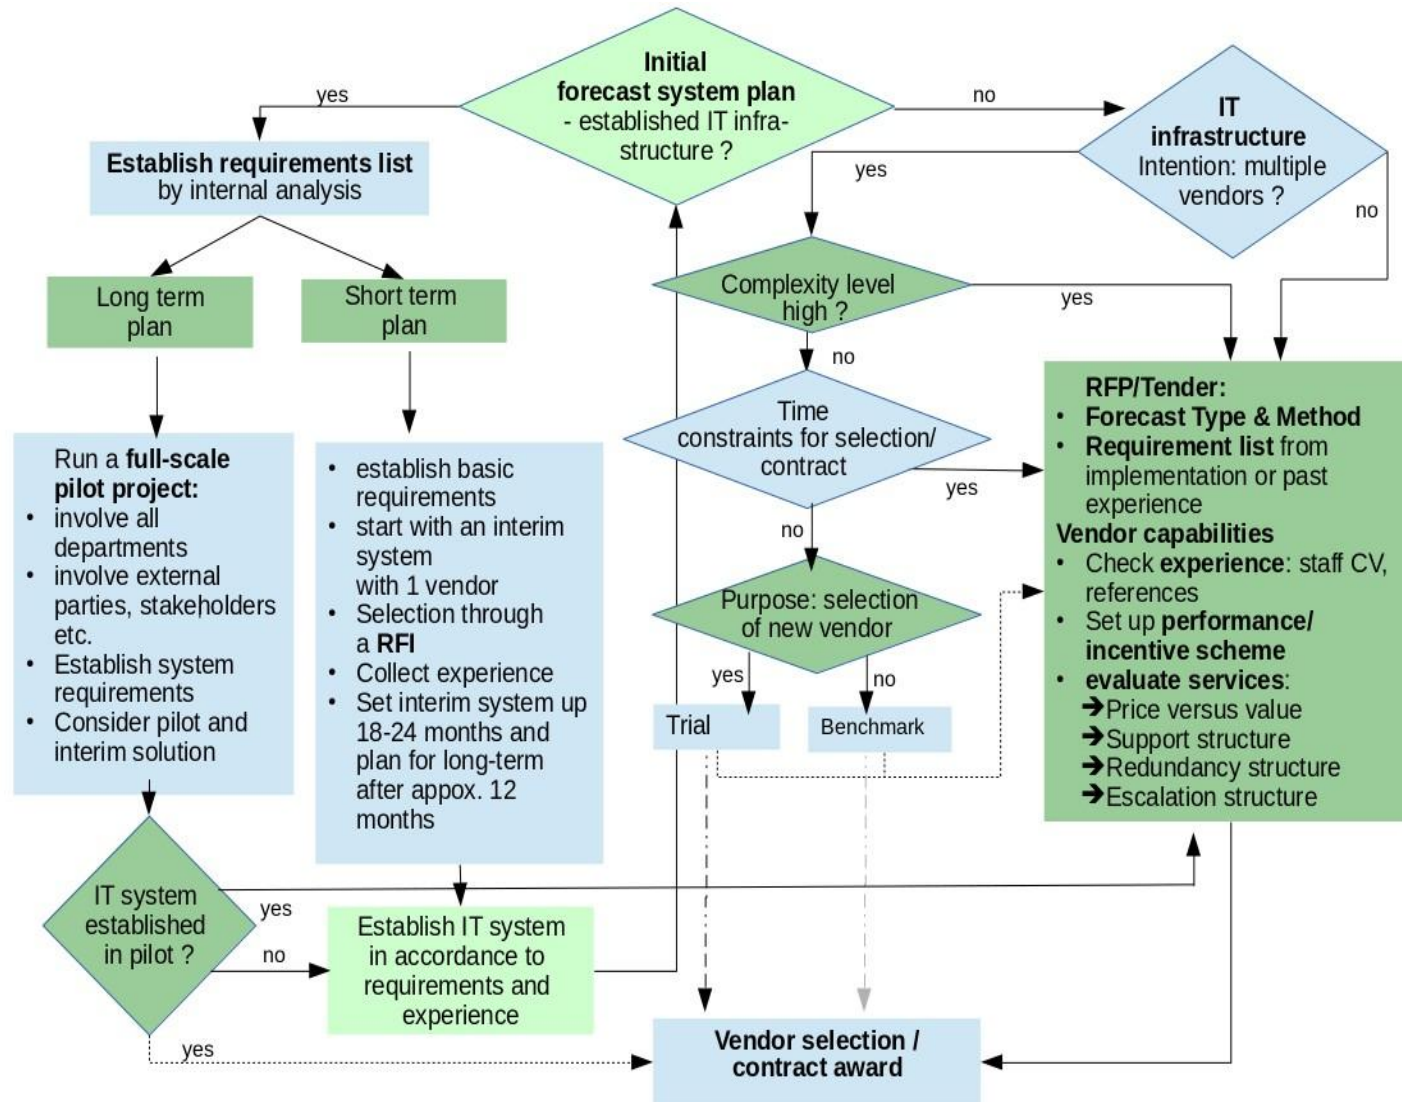 Initial
forecast system plan
- established IT infra-
structure ?
yes
no
IT
infrastructure
Intention: multiple
vendors ?
yes
no
Establish requirements list
by internal analysis
Long term
plan
Short term
plan
Complexity level
high ?
yes
no
Time
constraints for selection/
contract
yes
no
Purpose: selection
of new vendor
yes
no
Trial
Benchmark
Run a full-scale
pilot project:
• involve all
departments
• involve external
parties, stakeholders
etc.
• Establish system
requirements
• Consider pilot and
interim solution
• establish basic
requirements
• start with an interim
system
with 1 vendor
• Selection through
a RFI
• Collect experience
• Set interim system up
18-24 months and
plan for long-term
after appox. 12
months
RFP/Tender:
• Forecast Type & Method
• Requirement list from
implementation or past
experience
Vendor capabilities
• Check experience: staff CV,
references
• Set up performance/
incentive scheme
• evaluate services:
➔Price versus value
➔Support structure
➔Redundancy structure
➔Escalation structure
IT system
established
in pilot ?
yes
no
yes
Establish IT system
in accordance to
requirements and
experience
Vendor selection /
contract award